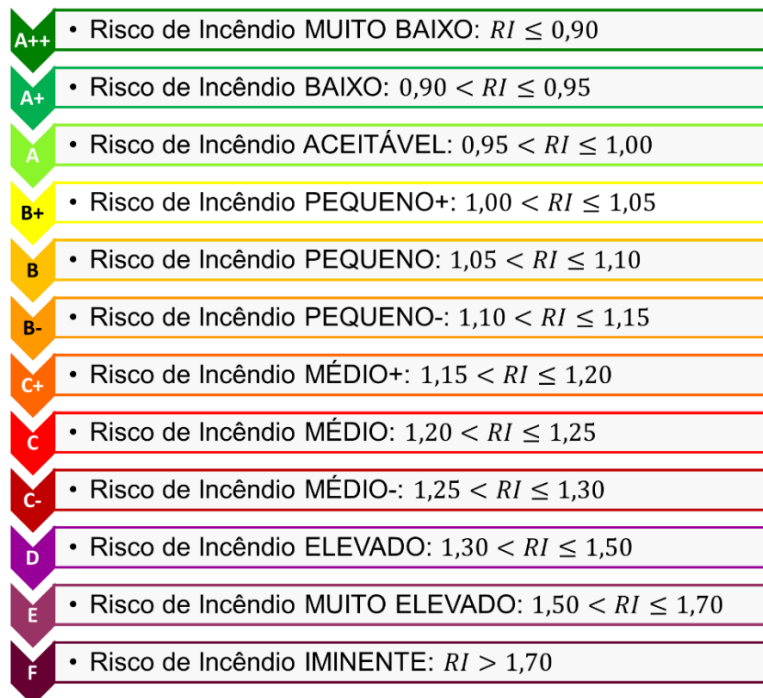 A++ • Risco de Incêndio MUITO BAIXO: RI ≤ 0,90
A+ • Risco de Incêndio BAIXO: 0,90 < RI ≤ 0,95
A • Risco de Incêndio ACEITÁVEL: 0,95 < RI ≤ 1,00
B+ • Risco de Incêndio PEQUENO+: 1,00 < RI ≤ 1,05
B • Risco de Incêndio PEQUENO: 1,05 < RI ≤ 1,10
B- • Risco de Incêndio PEQUENO-: 1,10 < RI ≤ 1,15
C+ • Risco de Incêndio MÉDIO+: 1,15 < RI ≤ 1,20
C • Risco de Incêndio MÉDIO: 1,20 < RI ≤ 1,25
C- • Risco de Incêndio MÉDIO-: 1,25 < RI ≤ 1,30
D • Risco de Incêndio ELEVADO: 1,30 < RI ≤ 1,50
E • Risco de Incêndio MUITO ELEVADO: 1,50 < RI ≤ 1,70
F • Risco de Incêndio IMINENTE: RI > 1,70